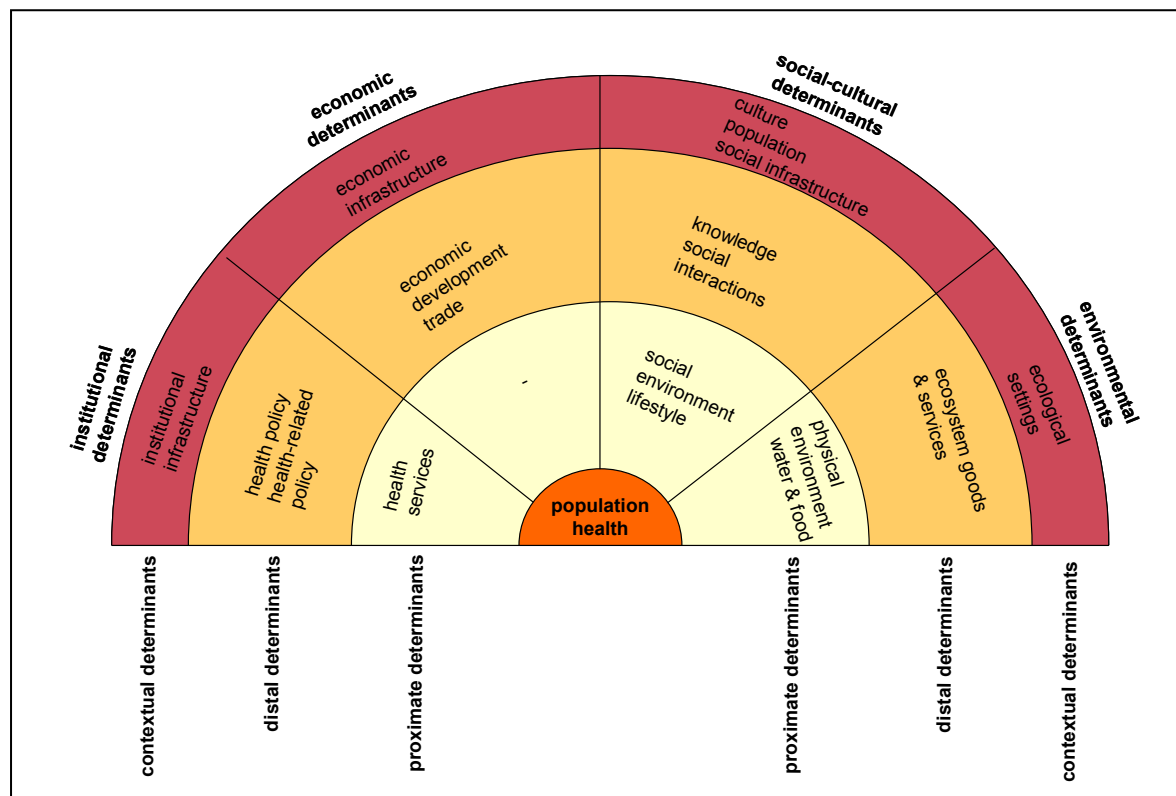 economic
determinants
social-cultural
determinants
institutional
determinants
environmental
determinants
institutional
infrastructure
economic
infrastructure
culture
population
social infrastructure
ecological
settings
health policy
health-related
policy
economic
development
trade
knowledge
social
interactions
ecosystem goods
& services
health
services
-
social
environment
lifestyle
physical
environment
water & food
population
health
contextual determinants
distal determinants
proximate determinants
proximate determinants
distal determinants
contextual determinants